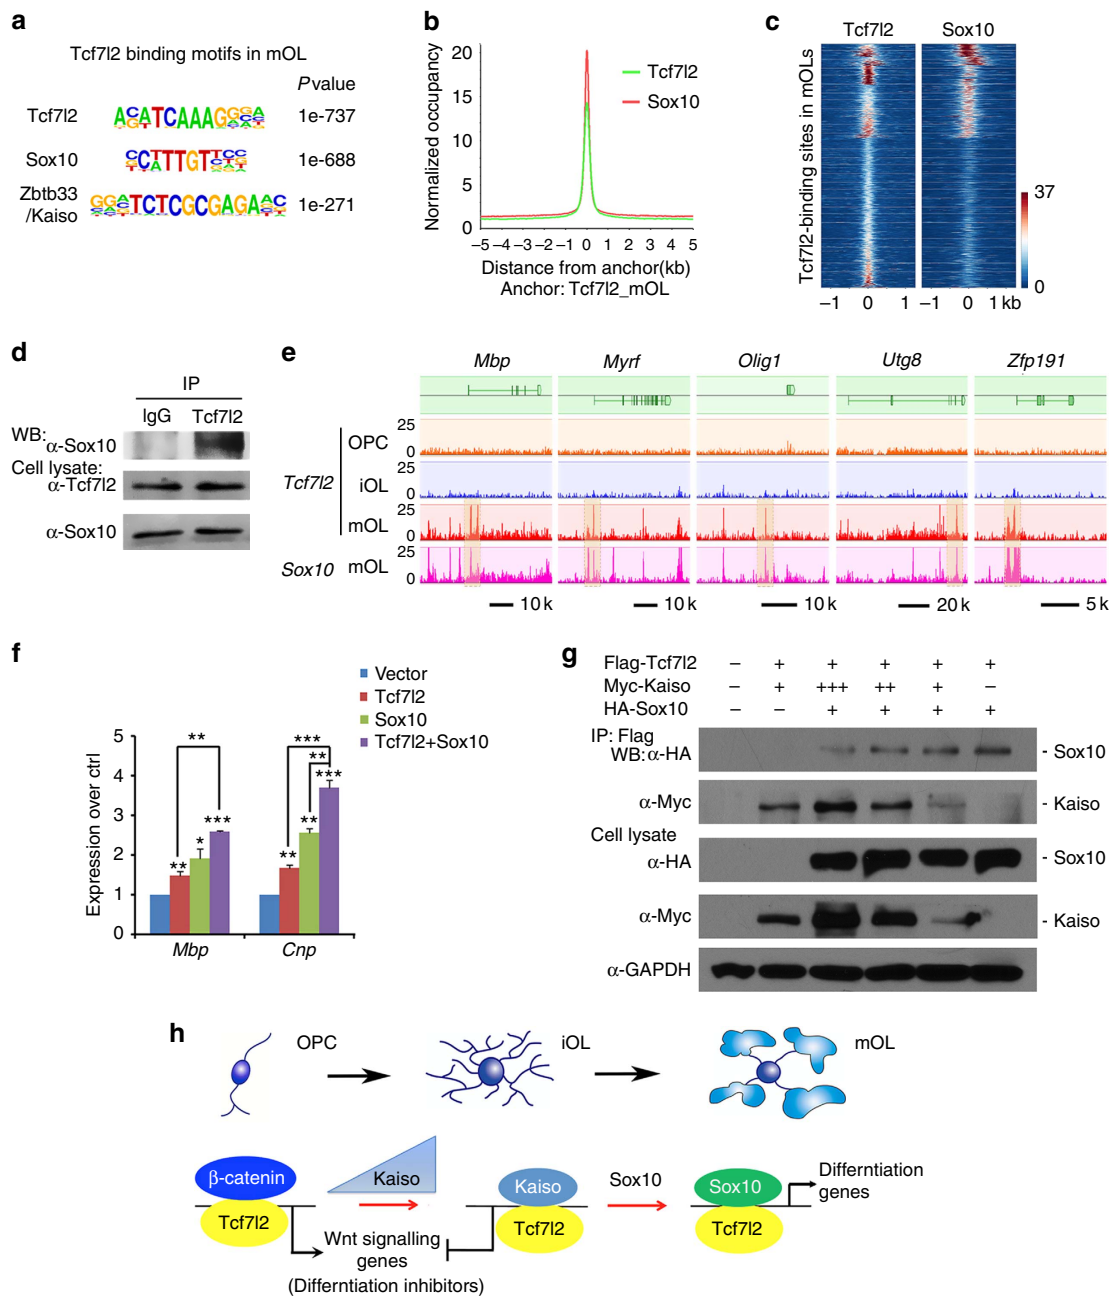 a
Tcf7l2 binding motifs in mOL
P value
Tcf7l2 1e-737
Sox10 1e-688
Zbtb33
/Kaiso 1e-271
b
Normalized occupancy
20
15
10
5
0
Tcf7l2
Sox10
−5 −4 −3 −2 −1 0 1 2 3 4 5
Distance from anchor(kb)
Anchor: Tcf7l2_mOL
c
Tcf7l2 Sox10
Tcf7l2-binding sites in mOLs
37
0
−1 0 1 −1 0 1 kb
d
IP
IgG Tcf7l2
WB:
α-Sox10
Cell lysate:
α-Tcf7l2
α-Sox10
e
Mbp Myrf Olig1 Utg8 Zfp191
Tcf7l2
OPC 25 0
iOL 25 0
mOL 25 0
Sox10 mOL 25 0
10 k 10 k 10 k 20 k 5 k
f
Vector
Tcf7l2
Sox10
Tcf7l2+Sox10
Expression over ctrl
5
4
3
2
1
0
** *** **
** * *** ** ** ***
Mbp Cnp
g
Flag-Tcf7l2 − + + + + +
Myc-Kaiso − + +++ ++ + −
HA-Sox10 − − + + + +
IP: Flag
WB: α-HA - Sox10
α-Myc - Kaiso
Cell lysate
α-HA - Sox10
α-Myc - Kaiso
α-GAPDH
h
OPC iOL mOL
β-catenin Kaiso Kaiso Sox10 Sox10
Differntiation
genes
Tcf7l2 Tcf7l2 Tcf7l2
Wnt signalling
genes
(Differntiation inhibitors)